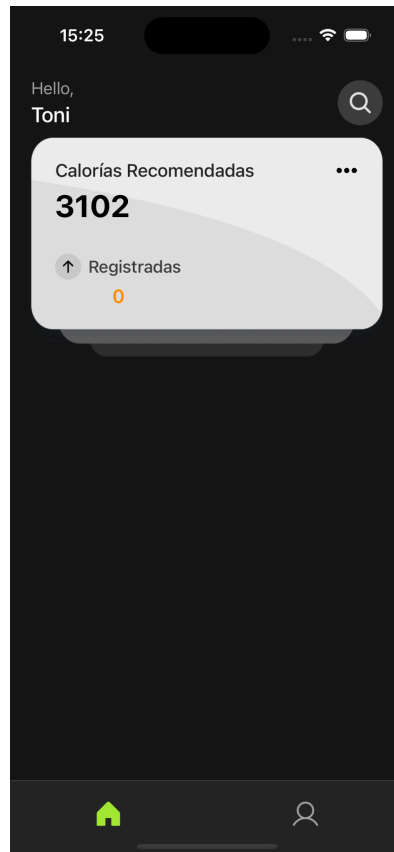 15:25
Hello,
Toni
Calorías Recomendadas
3102
Registradas
0